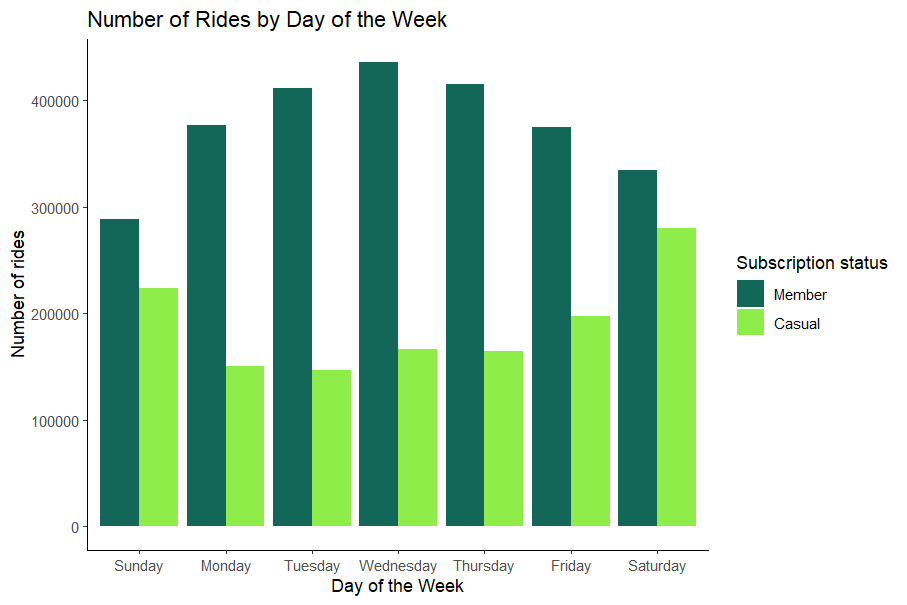 Number of Rides by Day of the Week
Number of rides
400000
300000
200000
100000
0
Sunday Monday Tuesday Wednesday Thursday Friday Saturday
Day of the Week
Subscription status
Member
Casual